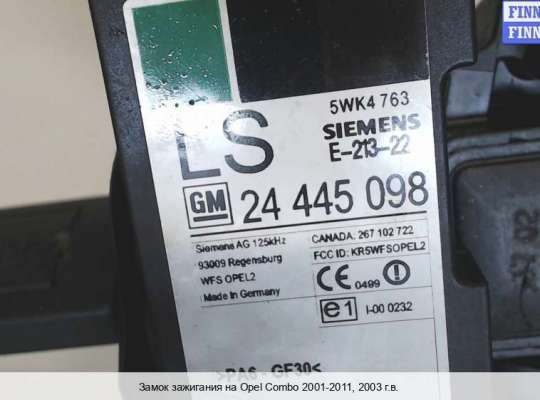 FINN
FINN
5WK4 763
SIEMENS
E-213-22
LS
GM 24 445 098
Siemens AG 125kHz
93009 Regensburg
WFS OPEL2
Made in Germany
CANADA: 267 102 722
FCC ID: KR5WFSOPEL2
CE 0499
e1 I-00 0232
>PA6 - GF30<
Замок зажигания на Opel Combo 2001-2011, 2003 г.в.